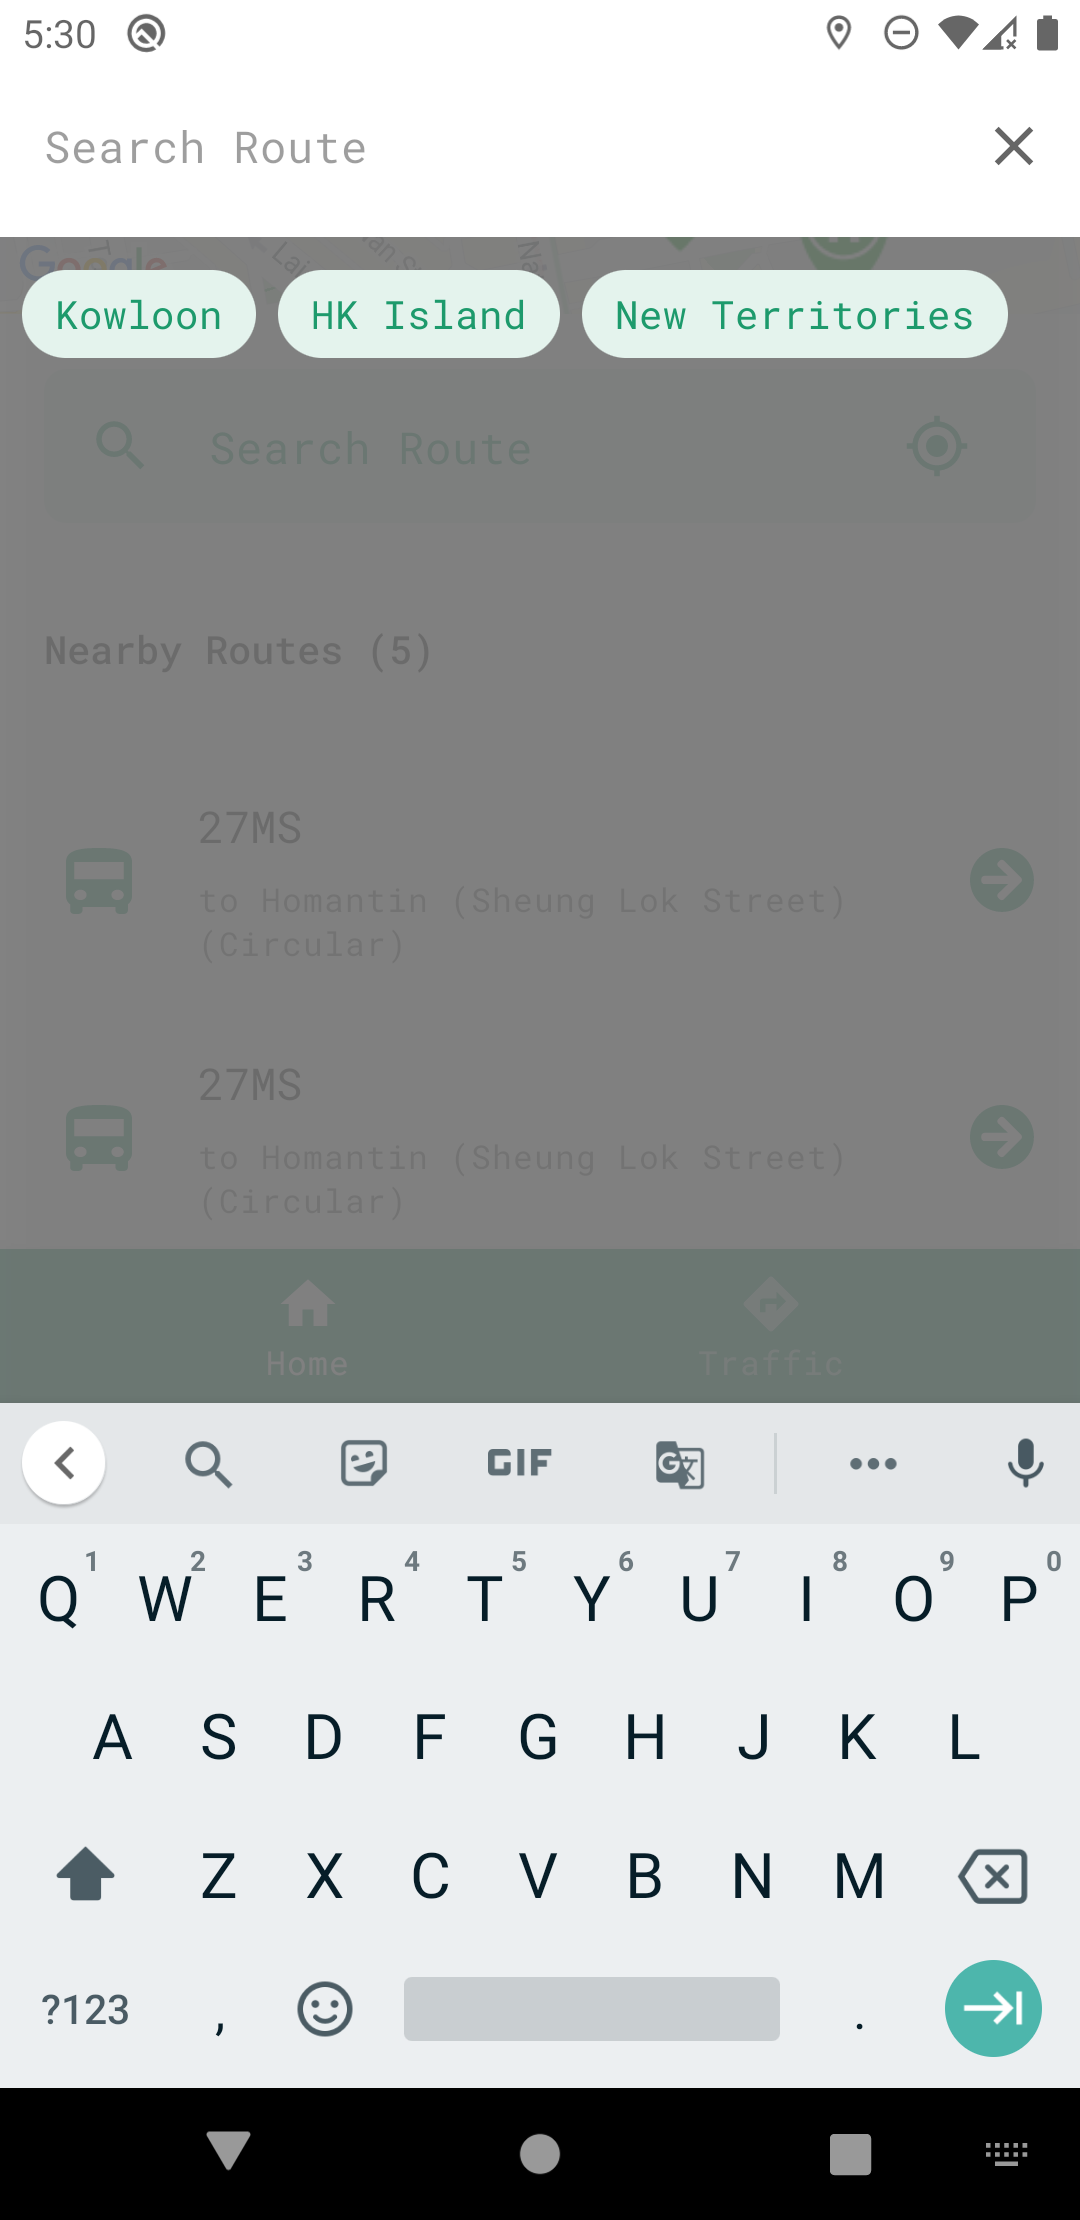 5:30
Search Route
Google
Kowloon
HK Island
New Territories
Search Route
Nearby Routes (5)
27MS
to Homantin (Sheung Lok Street)
(Circular)
27MS
to Homantin (Sheung Lok Street)
(Circular)
Home
Traffic
GIF
Q 1 W 2 E 3 R 4 T 5 Y 6 U 7 I 8 O 9 P 0
A S D F G H J K L
Z X C V B N M
?123 , .